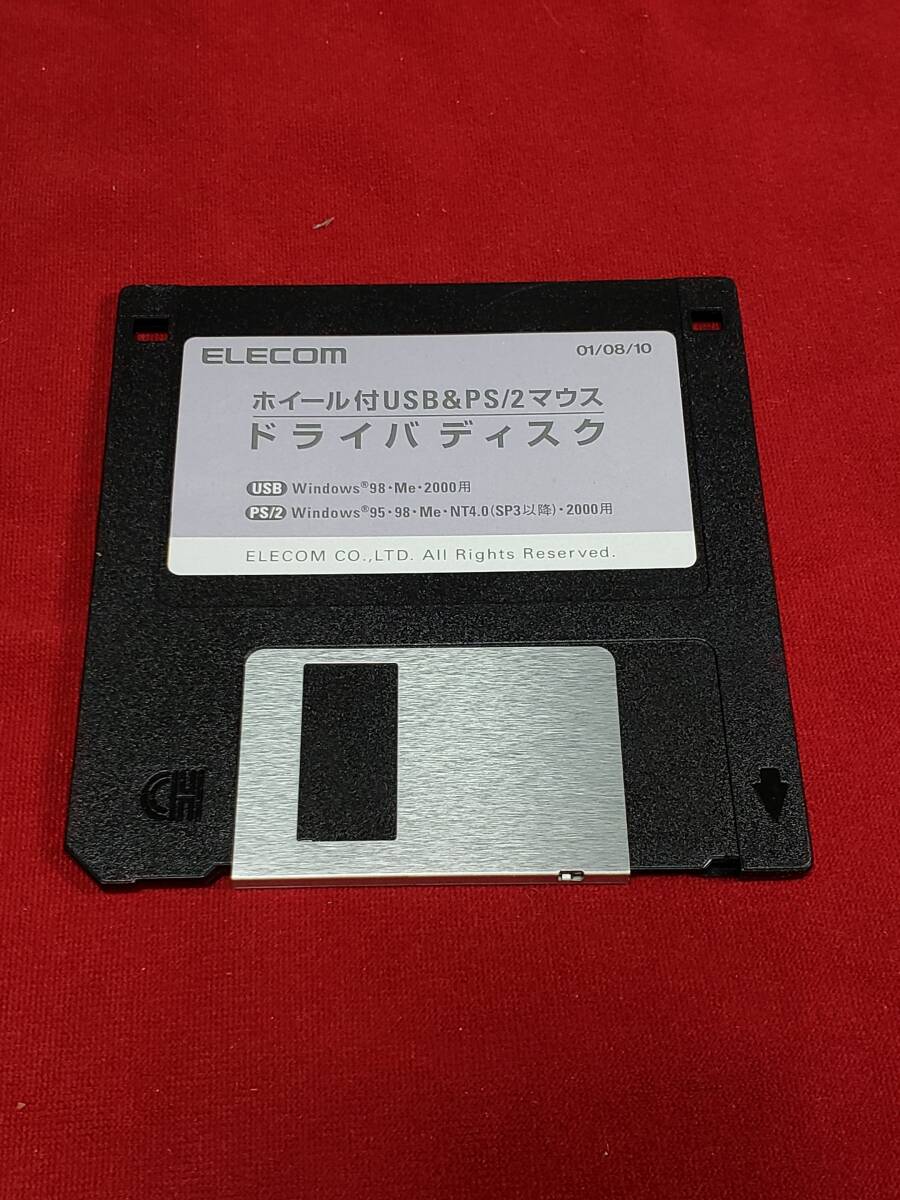 ELECOM
01/08/10
ホイール付USB&PS/2マウス
ドライバ ディスク
USB Windows®98・Me・2000用
PS/2 Windows®95・98・Me・NT4.0(SP3以降)・2000用
ELECOM CO.,LTD. All Rights Reserved.